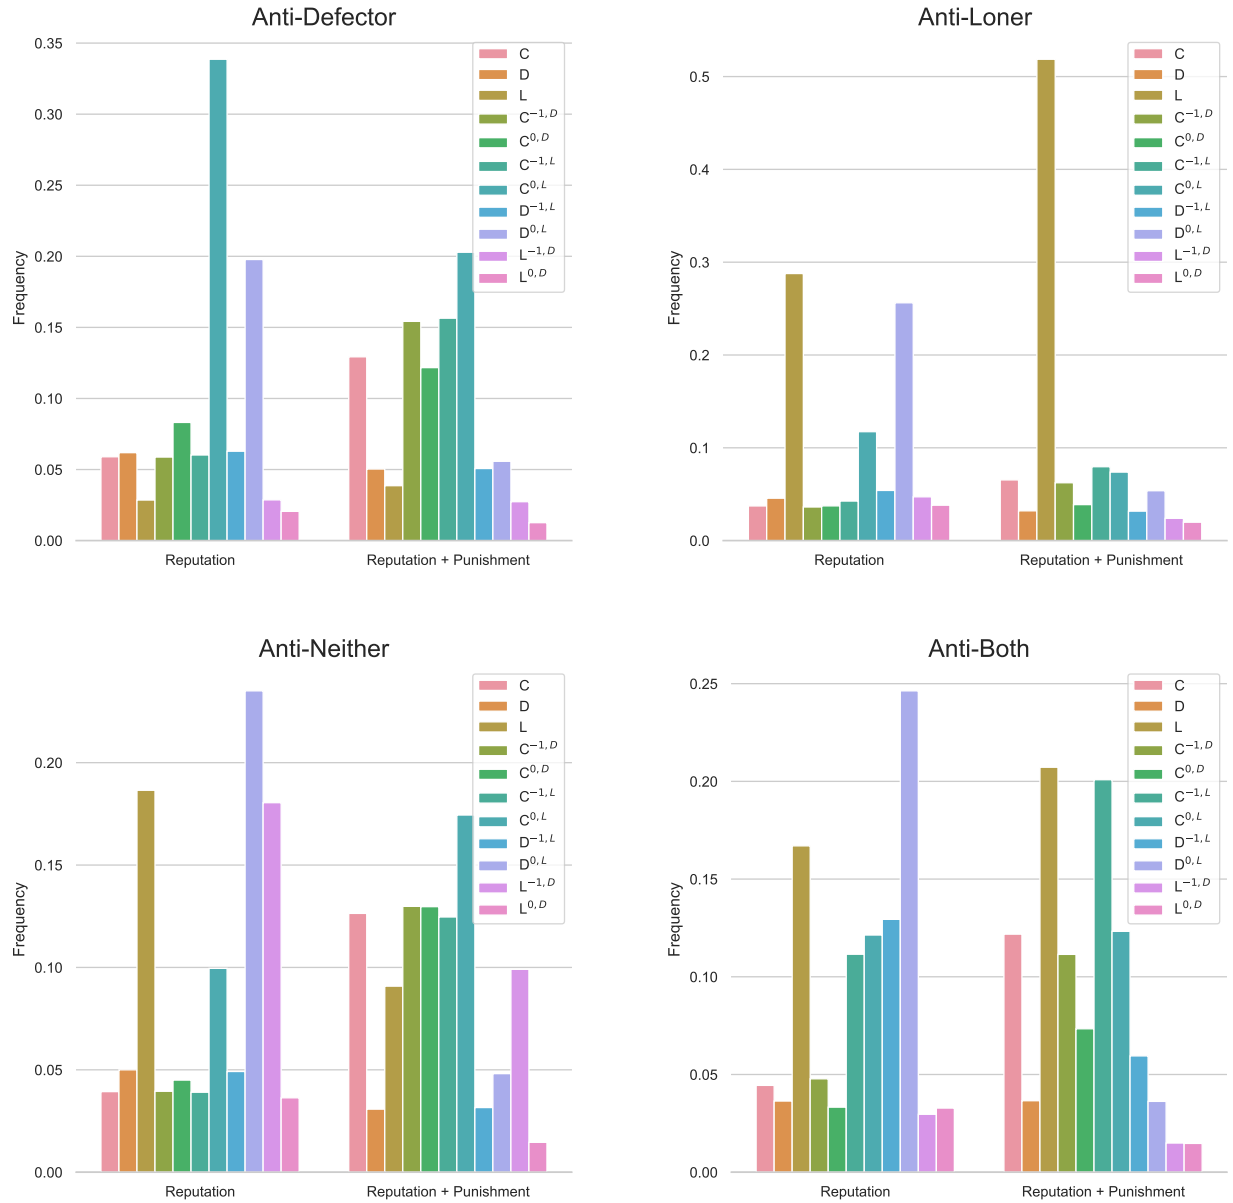 Anti-Defector
0.35
0.30
0.25
0.20
0.15
0.10
0.05
0.00
Frequency
Reputation
Reputation + Punishment
C
D
L
C−1, D
C0, D
C−1, L
C0, L
D−1, L
D0, L
L−1, D
L0, D
Anti-Loner
0.5
0.4
0.3
0.2
0.1
0.0
Frequency
Reputation
Reputation + Punishment
C
D
L
C−1, D
C0, D
C−1, L
C0, L
D−1, L
D0, L
L−1, D
L0, D
Anti-Neither
0.20
0.15
0.10
0.05
0.00
Frequency
Reputation
Reputation + Punishment
C
D
L
C−1, D
C0, D
C−1, L
C0, L
D−1, L
D0, L
L−1, D
L0, D
Anti-Both
0.25
0.20
0.15
0.10
0.05
0.00
Frequency
Reputation
Reputation + Punishment
C
D
L
C−1, D
C0, D
C−1, L
C0, L
D−1, L
D0, L
L−1, D
L0, D